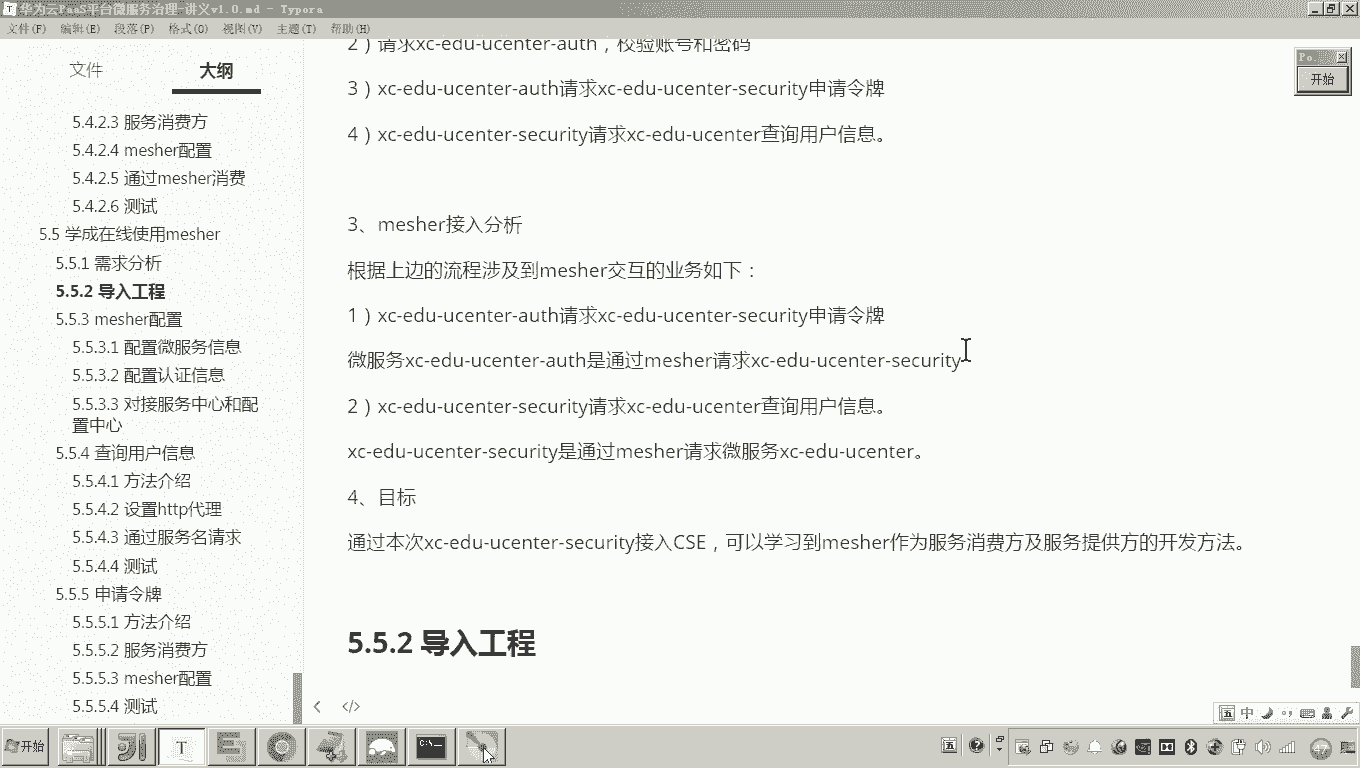 华为云PaaS平台微服务治理-讲义v1.0.md - Typora
文件(F) 编辑(E) 段落(P) 格式(O) 视图(V) 主题(T) 帮助(H)
文件 大纲
5.4.2.3 服务消费方
5.4.2.4 mesher配置
5.4.2.5 通过mesher消费
5.4.2.6 测试
5.5 学成在线使用mesher
5.5.1 需求分析
5.5.2 导入工程
5.5.3 mesher配置
5.5.3.1 配置微服务信息
5.5.3.2 配置认证信息
5.5.3.3 对接服务中心和配
置中心
5.5.4 查询用户信息
5.5.4.1 方法介绍
5.5.4.2 设置http代理
5.5.4.3 通过服务名请求
5.5.4.4 测试
5.5.5 申请令牌
5.5.5.1 方法介绍
5.5.5.2 服务消费方
5.5.5.3 mesher配置
5.5.5.4 测试
2）请求xc-edu-ucenter-auth，校验账号和密码
3）xc-edu-ucenter-auth请求xc-edu-ucenter-security申请令牌
4）xc-edu-ucenter-security请求xc-edu-ucenter查询用户信息。
3、mesher接入分析
根据上边的流程涉及到mesher交互的业务如下：
1）xc-edu-ucenter-auth请求xc-edu-ucenter-security申请令牌
微服务xc-edu-ucenter-auth是通过mesher请求xc-edu-ucenter-security
2）xc-edu-ucenter-security请求xc-edu-ucenter查询用户信息。
xc-edu-ucenter-security是通过mesher请求微服务xc-edu-ucenter。
4、目标
通过本次xc-edu-ucenter-security接入CSE，可以学习到mesher作为服务消费方及服务提供方的开发方法。
5.5.2 导入工程
Po.
开始
五 中
开始
C:\
五
47